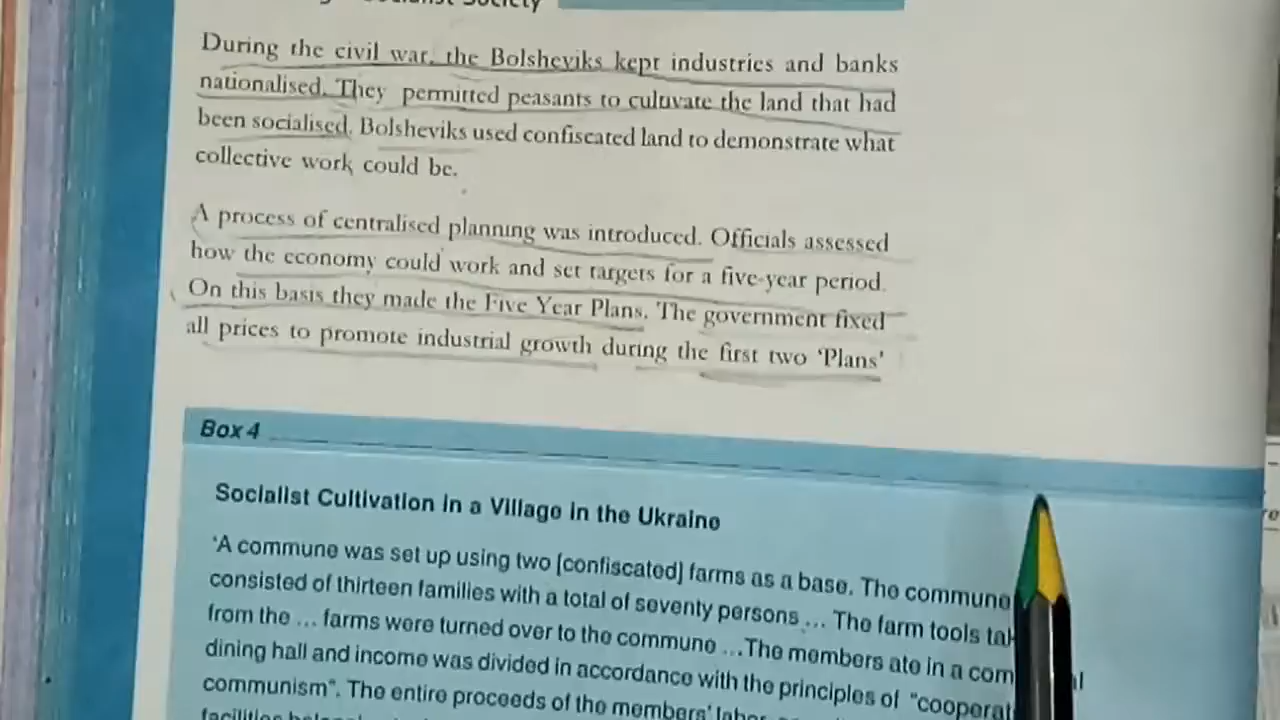 Socialist Society
During the civil war, the Bolsheviks kept industries and banks
nationalised. They permitted peasants to cultivate the land that had
been socialised. Bolsheviks used confiscated land to demonstrate what
collective work could be.
A process of centralised planning was introduced. Officials assessed
how the economy could work and set targets for a five-year period.
On this basis they made the Five Year Plans. The government fixed
all prices to promote industrial growth during the first two 'Plans'
Box 4
Socialist Cultivation in a Village in the Ukraine
'A commune was set up using two [confiscated] farms as a base. The commune
consisted of thirteen families with a total of seventy persons ... The farm tools
from the ... farms were turned over to the commune ...The members ate in a
dining hall and income was divided in accordance with the principles of
communism". The entire proceeds of the members'